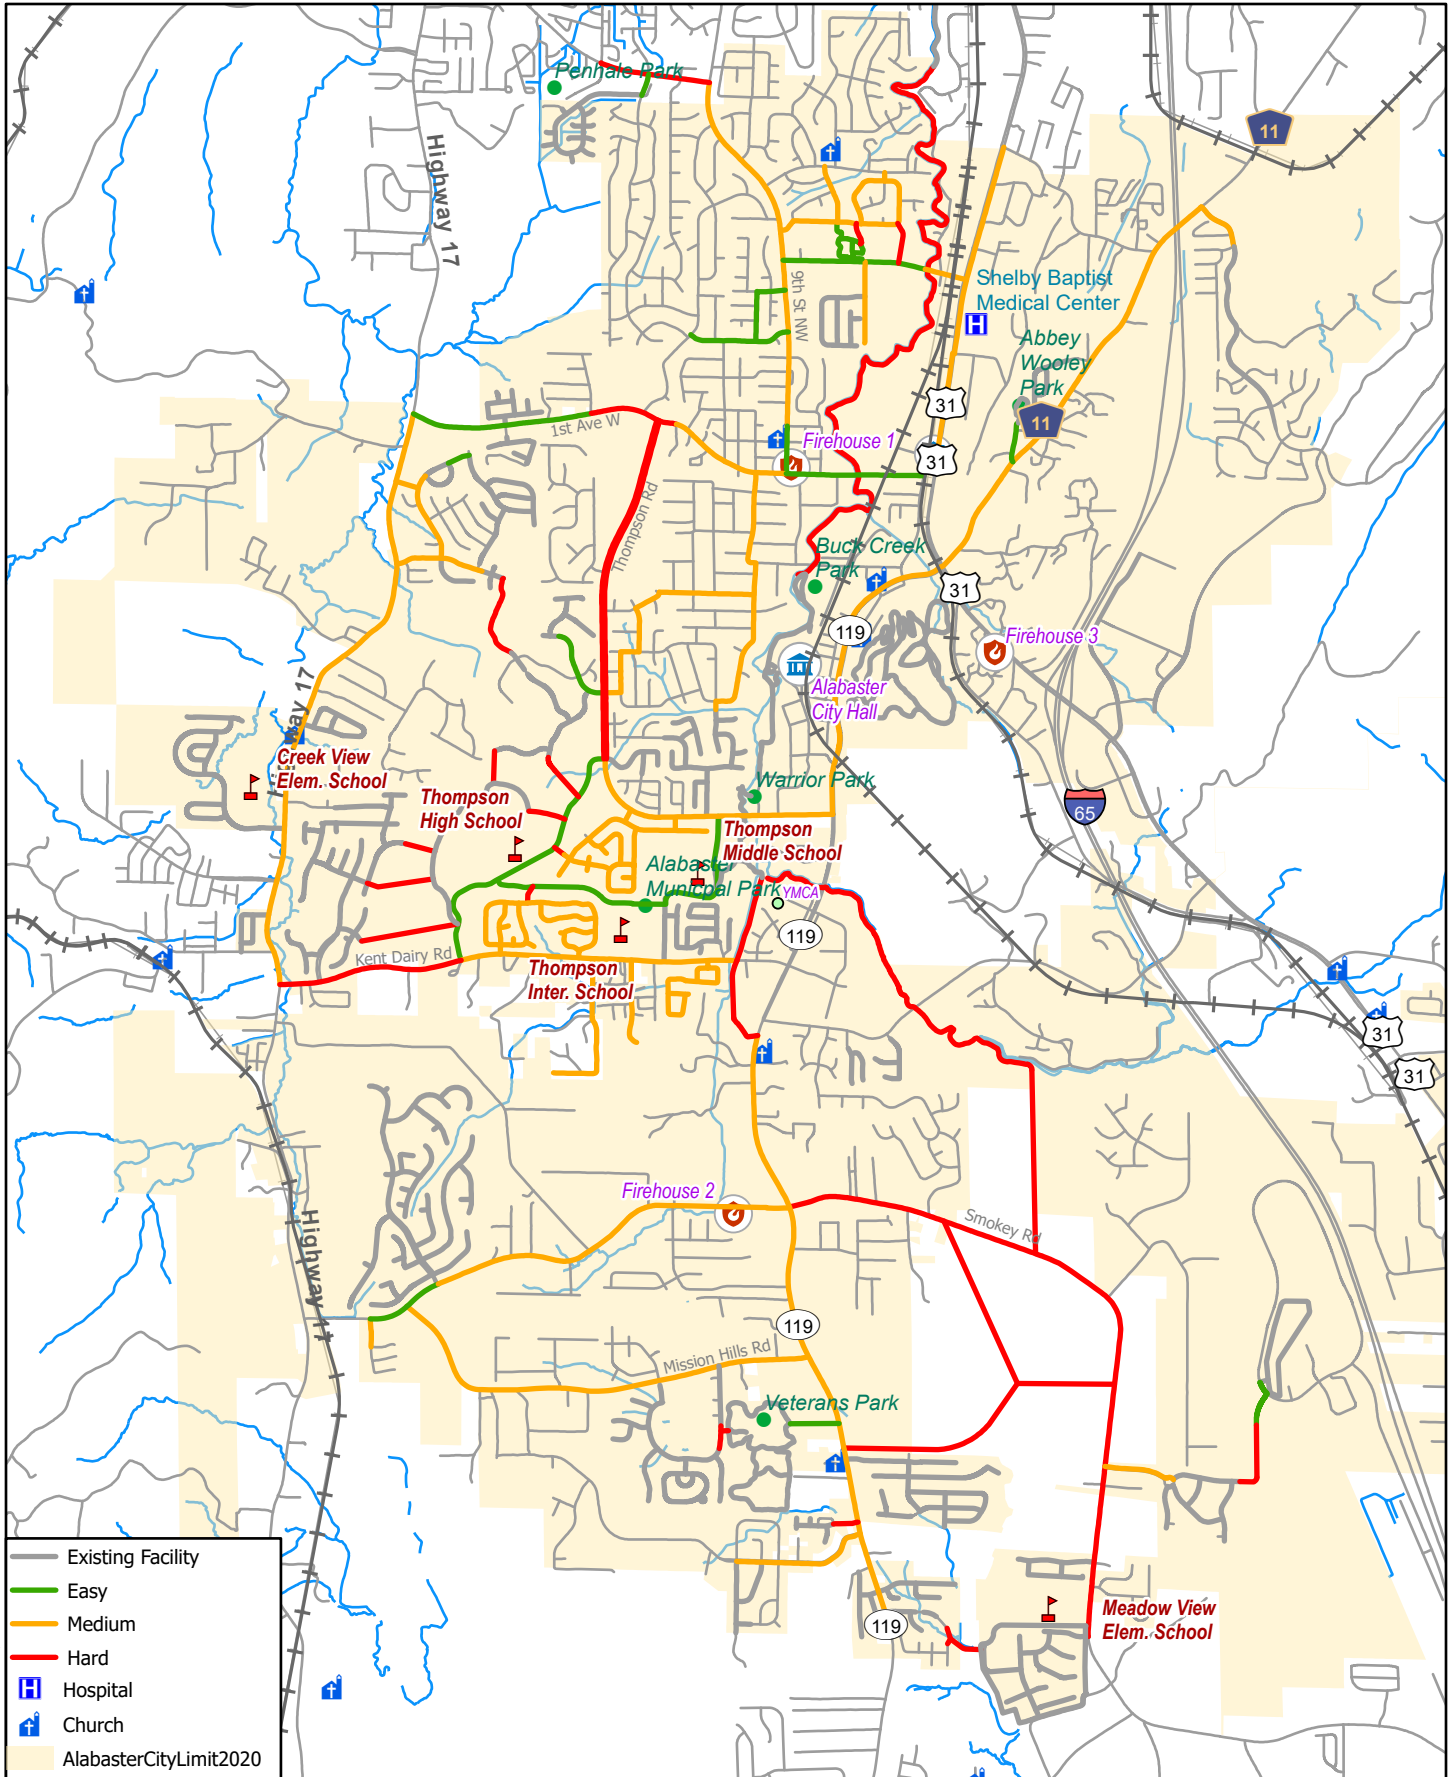 Penhale Park
11
Highway 17
9th St NW
Shelby Baptist
Medical Center
Abbey
Wooley
Park
31
11
1st Ave W
Firehouse 1
31
Thompson Rd
Buck Creek
Park
31
119
Firehouse 3
Alabaster
City Hall
Highway 17
Creek View
Elem. School
Warrior Park
Thompson
High School
65
Thompson
Middle School
Alabaster
Municpal Park
YMCA
119
Kent Dairy Rd
Thompson
Inter. School
31
31
Firehouse 2
Smokey Rd
Highway 17
119
Mission Hills Rd
Veterans Park
Existing Facility
Easy
Medium
Hard
Hospital
Church
AlabasterCityLimit2020
Meadow View
Elem. School
119